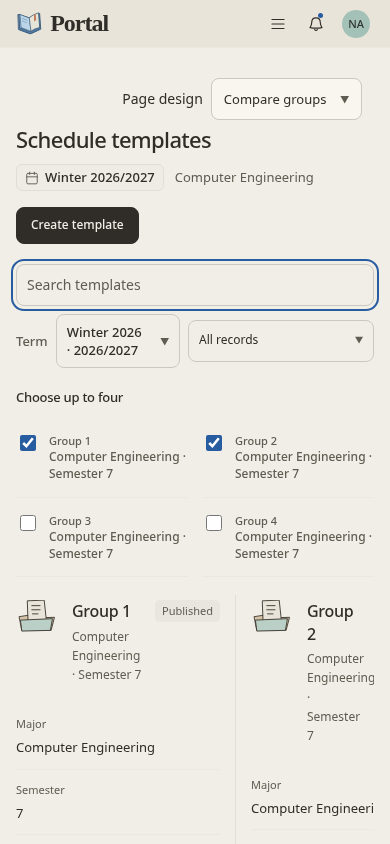 Portal
NA
Page design
Compare groups
Schedule templates
Winter 2026/2027
Computer Engineering
Create template
Search templates
Term
Winter 2026
· 2026/2027
All records
Choose up to four
Group 1
Computer Engineering ·
Semester 7
Group 2
Computer Engineering ·
Semester 7
Group 3
Computer Engineering ·
Semester 7
Group 4
Computer Engineering ·
Semester 7
Group 1
Published
Computer
Engineering
· Semester 7
Major
Computer Engineering
Semester
7
Group
2
Computer
Engineering
·
Semester
7
Major
Computer Engineeri